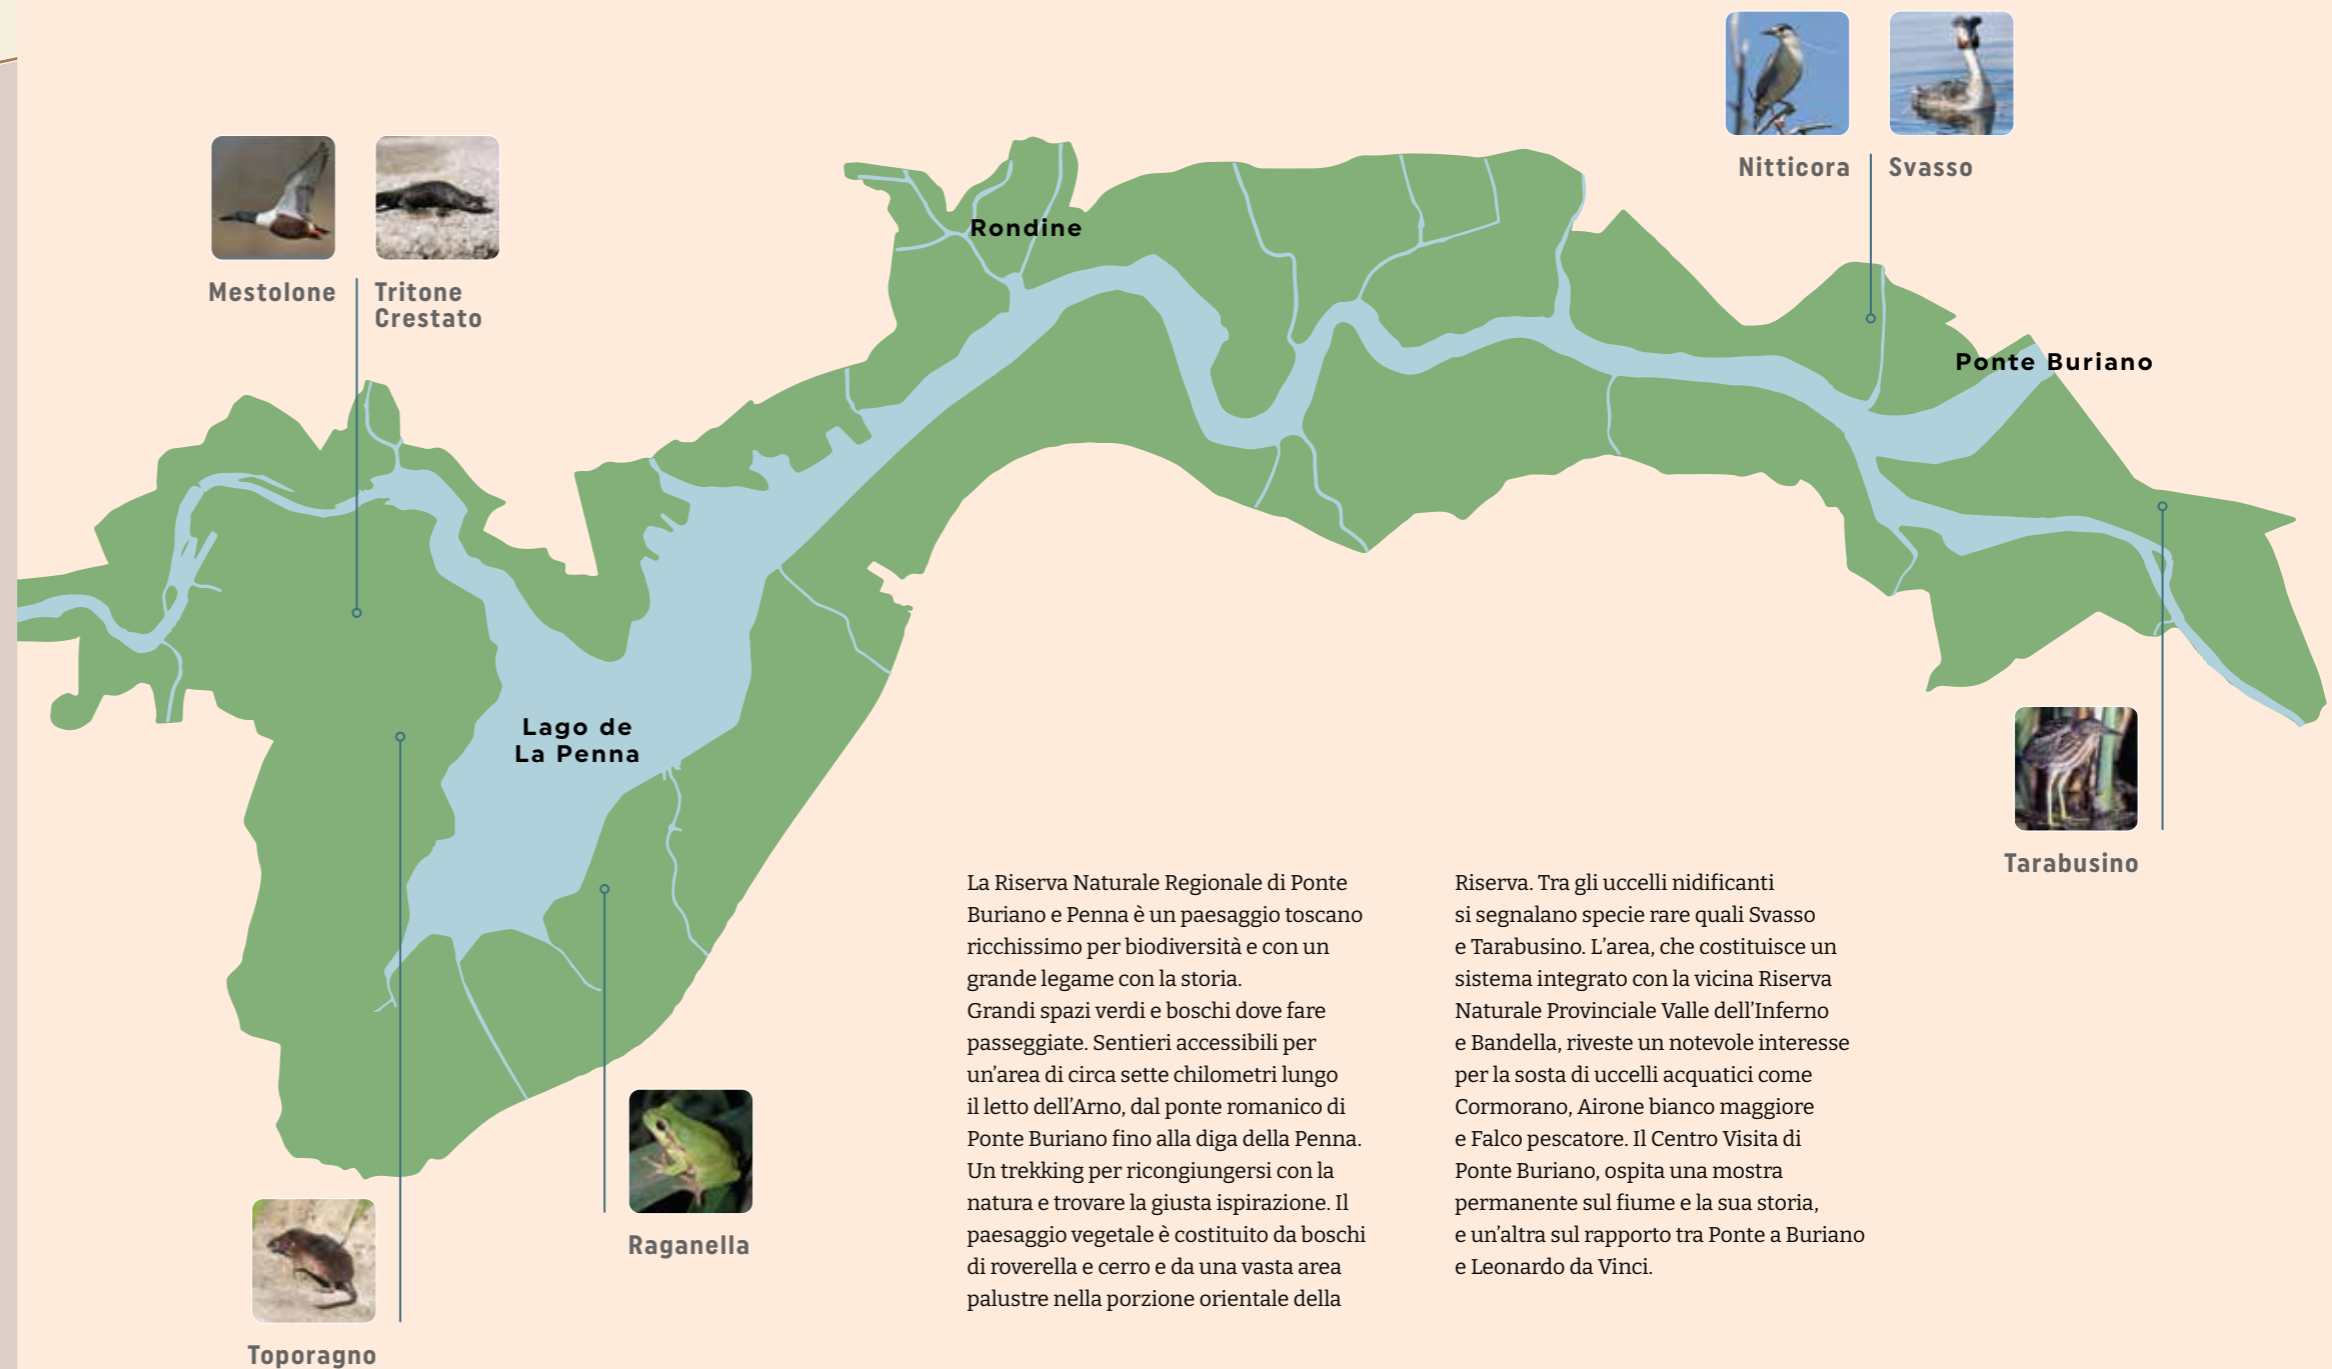 Nitticora
Svasso
Mestolone
Tritone
Crestato
Rondine
Ponte Buriano
Lago de
La Penna
Tarabusino
Raganella
Toporagno
La Riserva Naturale Regionale di Ponte
Buriano e Penna è un paesaggio toscano
ricchissimo per biodiversità e con un
grande legame con la storia.
Grandi spazi verdi e boschi dove fare
passeggiate. Sentieri accessibili per
un’area di circa sette chilometri lungo
il letto dell’Arno, dal ponte romanico di
Ponte Buriano fino alla diga della Penna.
Un trekking per ricongiungersi con la
natura e trovare la giusta ispirazione. Il
paesaggio vegetale è costituito da boschi
di roverella e cerro e da una vasta area
palustre nella porzione orientale della
Riserva. Tra gli uccelli nidificanti
si segnalano specie rare quali Svasso
e Tarabusino. L’area, che costituisce un
sistema integrato con la vicina Riserva
Naturale Provinciale Valle dell’Inferno
e Bandella, riveste un notevole interesse
per la sosta di uccelli acquatici come
Cormorano, Airone bianco maggiore
e Falco pescatore. Il Centro Visita di
Ponte Buriano, ospita una mostra
permanente sul fiume e la sua storia,
e un’altra sul rapporto tra Ponte a Buriano
e Leonardo da Vinci.